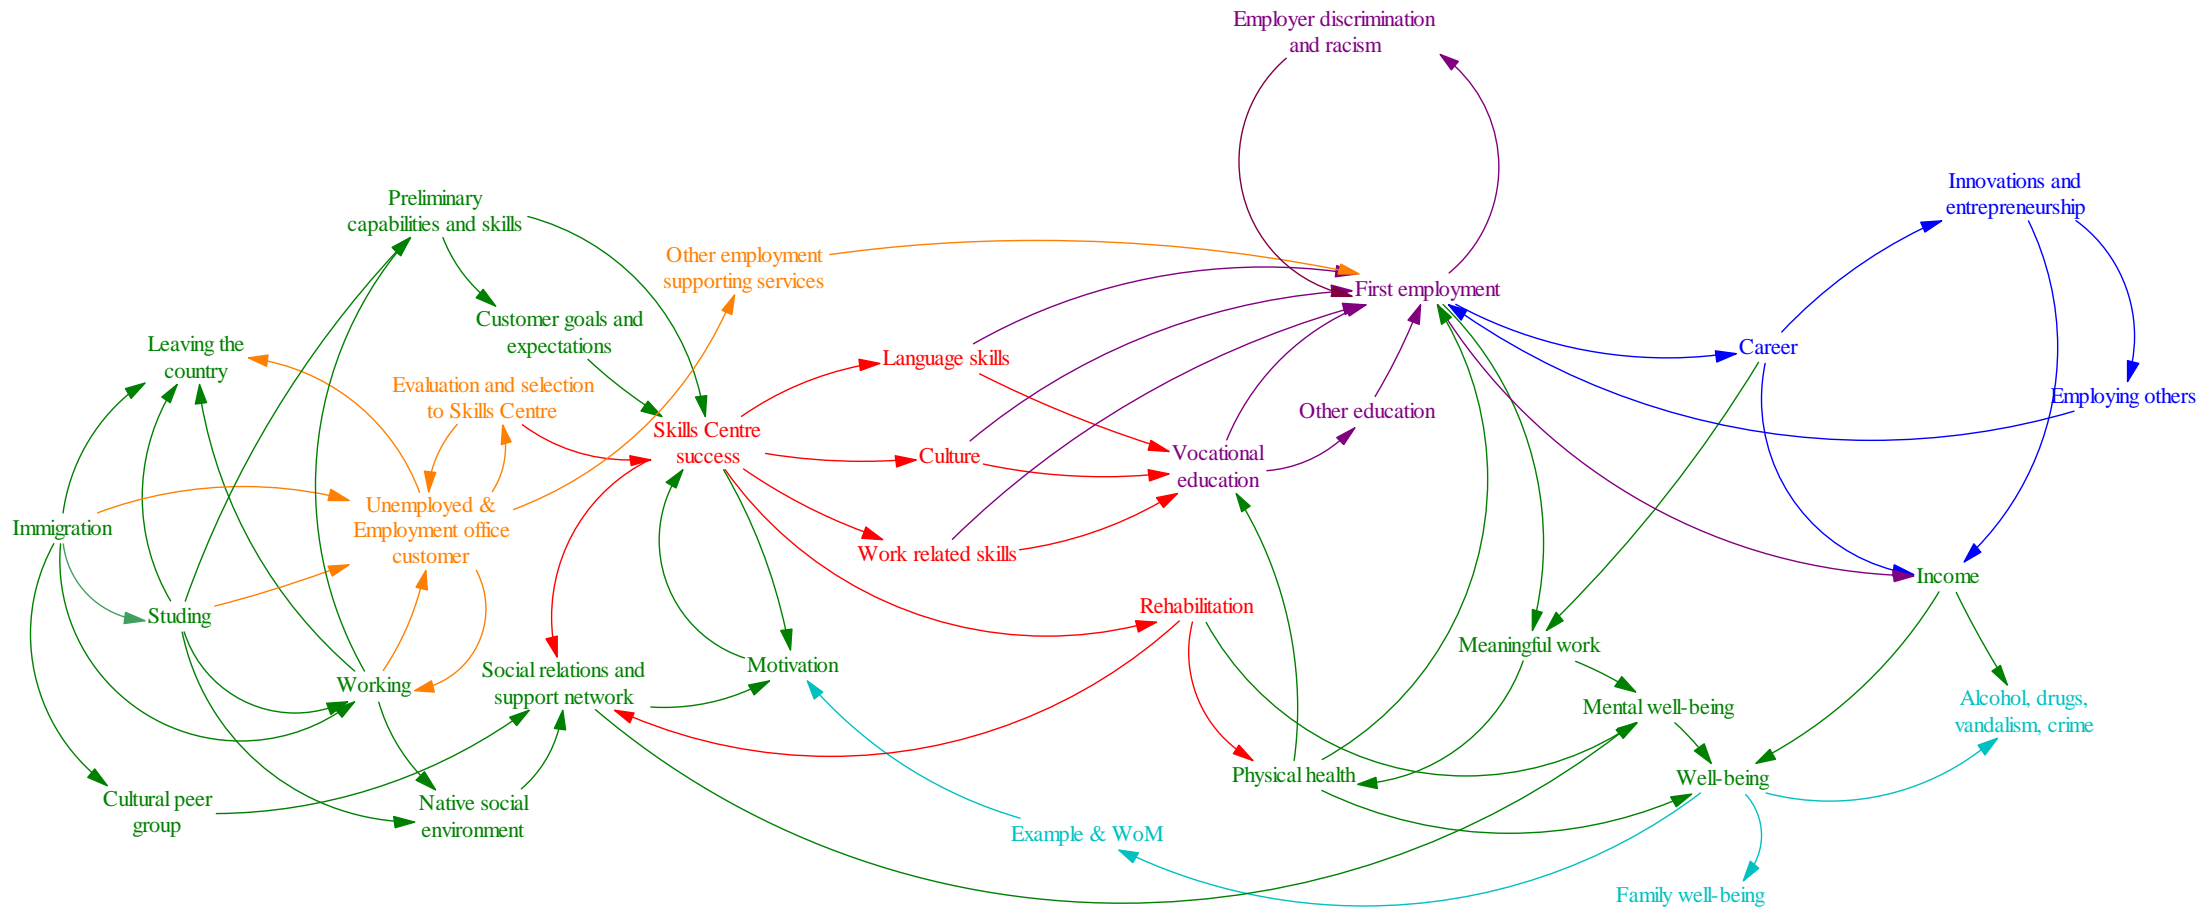 Employer discrimination
and racism
Innovations and
entrepreneurship
Preliminary
capabilities and skills
Other employment
supporting services
First employment
Customer goals and
expectations
Leaving the
country
Career
Language skills
Evaluation and selection
to Skills Centre
Employing others
Other education
Skills Centre
success
Culture
Vocational
education
Unemployed &
Employment office
customer
Immigration
Work related skills
Income
Studing
Rehabilitation
Meaningful work
Social relations and
support network
Motivation
Working
Mental well-being
Alcohol, drugs,
vandalism, crime
Physical health
Well-being
Cultural peer
group
Native social
environment
Example & WoM
Family well-being